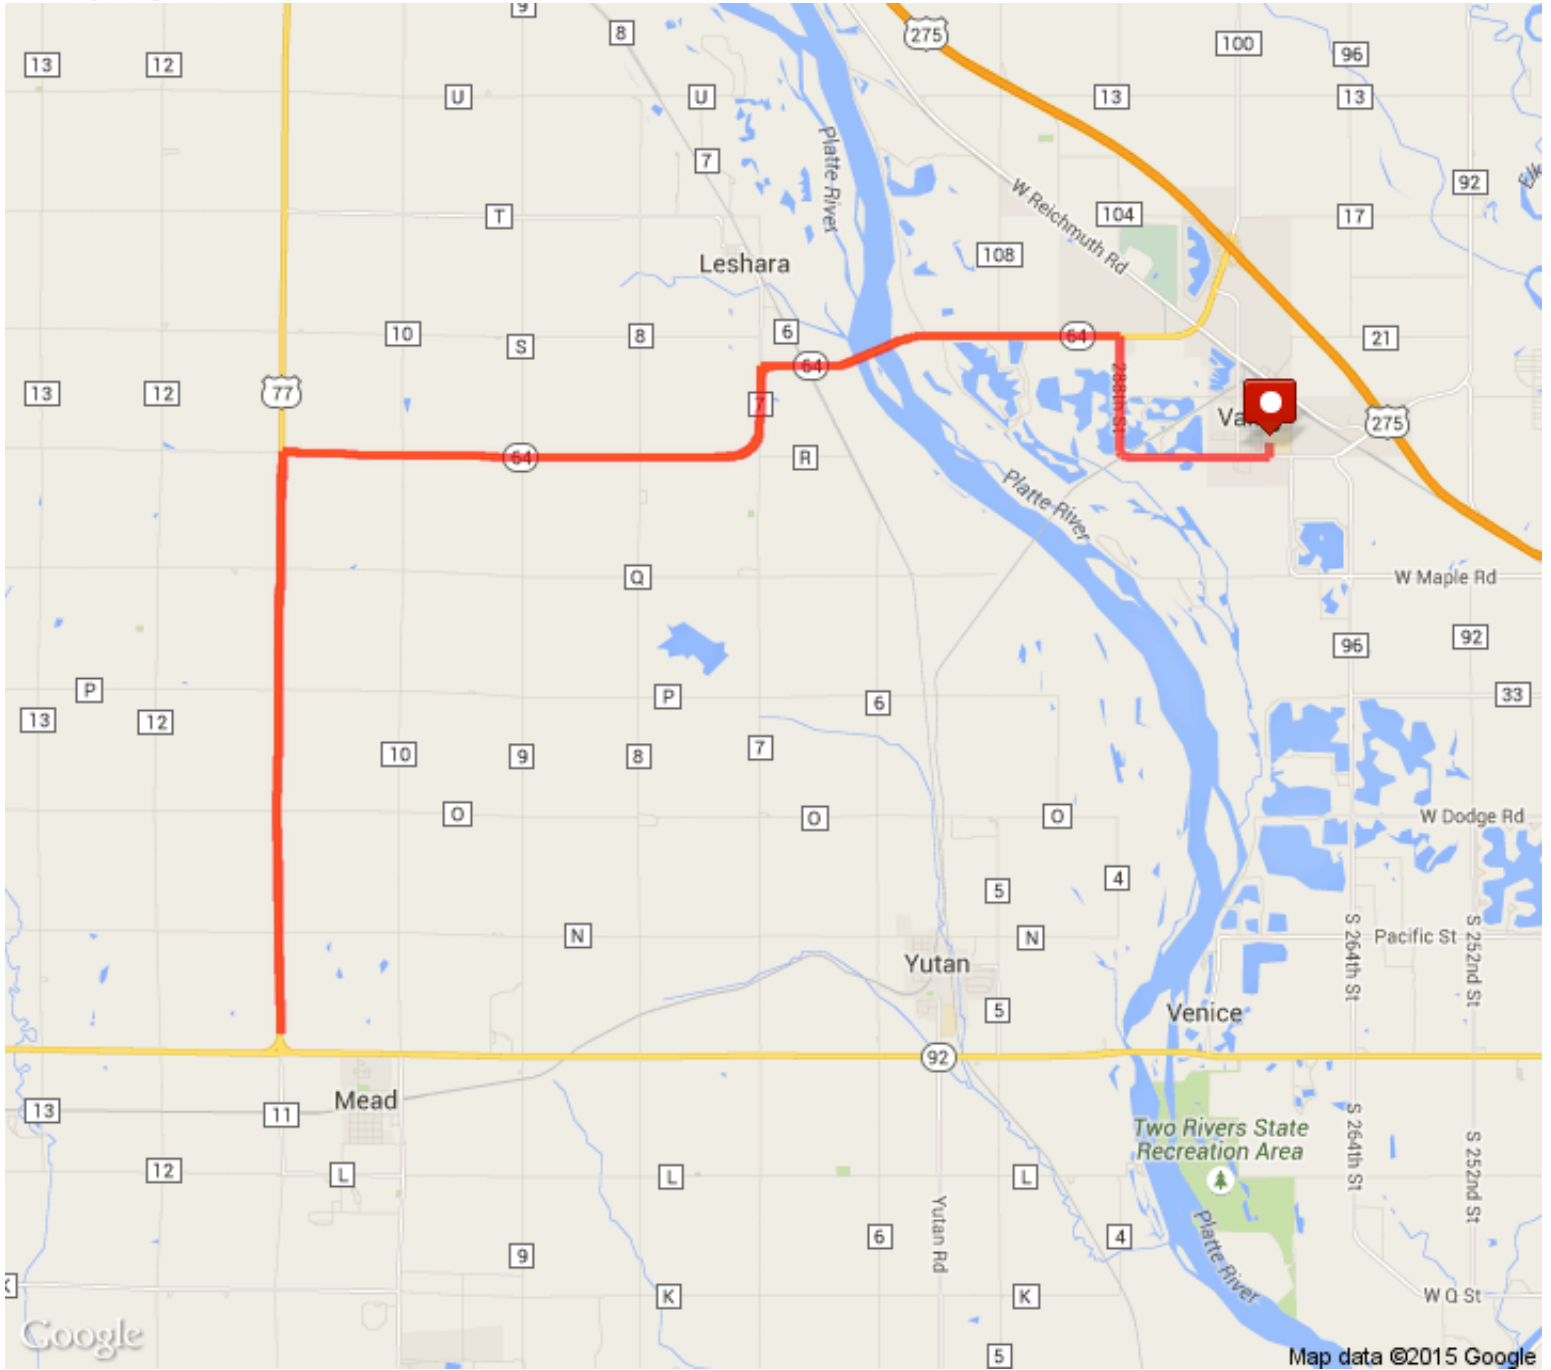 9
8
275
100
96
13
12
U
U
13
13
7
92
Elk
Platte River
W Reichmuth Rd
T
104
17
108
Leshara
10
S
8
6
64
64
21
13
12
77
7
288th St
275
64
R
Platte River
Q
W Maple Rd
96
92
P
13
12
P
6
33
10
9
8
7
O
O
O
W Dodge Rd
5
4
N
N
S 264th St
Pacific St
S 252nd St
Yutan
5
Venice
92
13
11
Mead
Two Rivers State
Recreation Area
S 264th St
S 252nd St
12
L
L
L
Yutan Rd
6
4
9
Platte River
K
K
K
W Q St
Google
5
Map data ©2015 Google